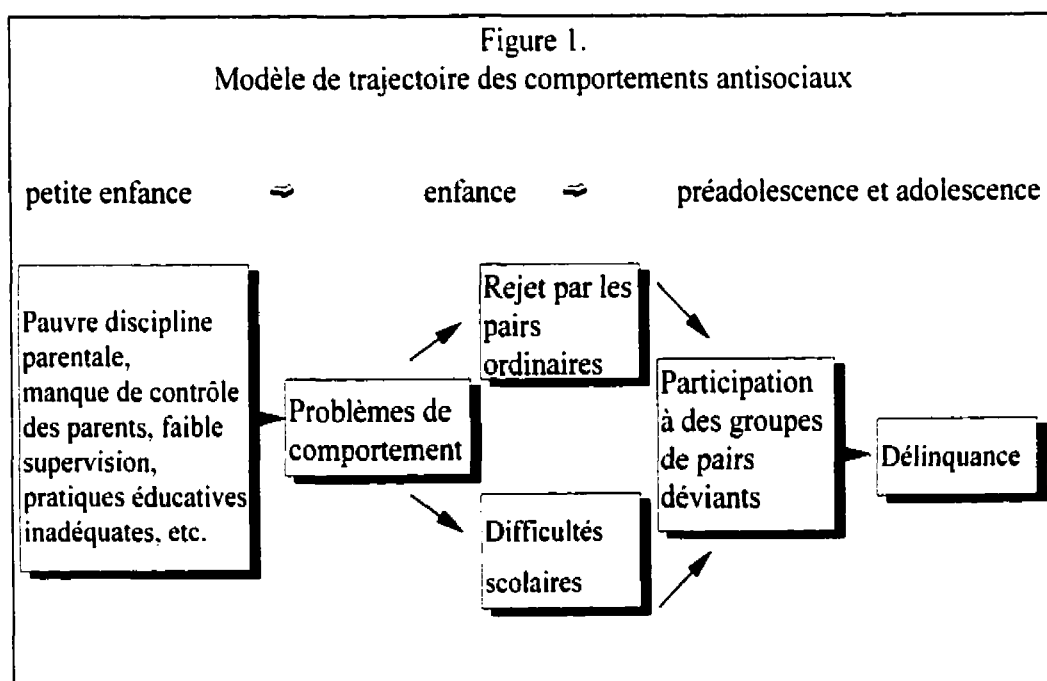 Figure 1.
Modèle de trajectoire des comportements antisociaux
petite enfance ➩ enfance ➩ préadolescence et adolescence
Pauvre discipline
parentale,
manque de contrôle
des parents, faible
supervision,
pratiques éducatives
inadéquates, etc.
Problèmes de
comportement
Rejet par les
pairs
ordinaires
Difficultés
scolaires
Participation
à des groupes
de pairs
déviants
Délinquance